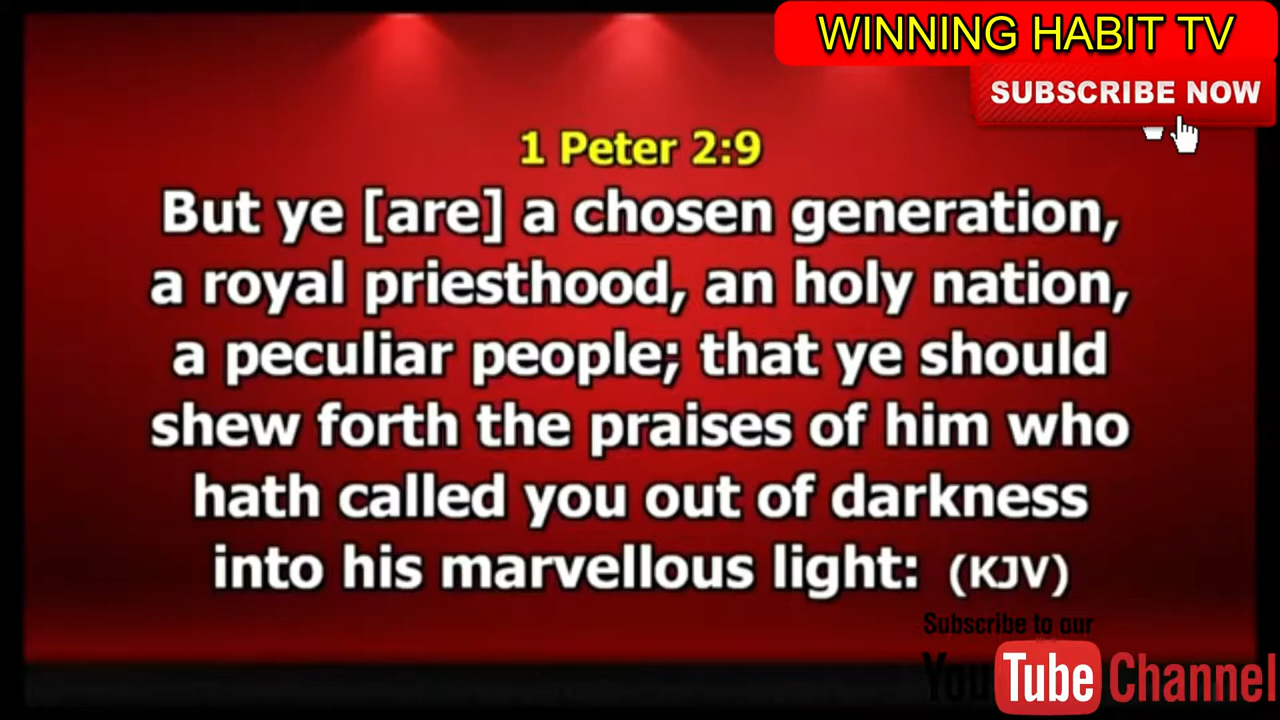 WINNING HABIT TV
SUBSCRIBE NOW
1 Peter 2:9
But ye [are] a chosen generation,
a royal priesthood, an holy nation,
a peculiar people; that ye should
shew forth the praises of him who
hath called you out of darkness
into his marvellous light: (KJV)
Subscribe to our
YouTube Channel